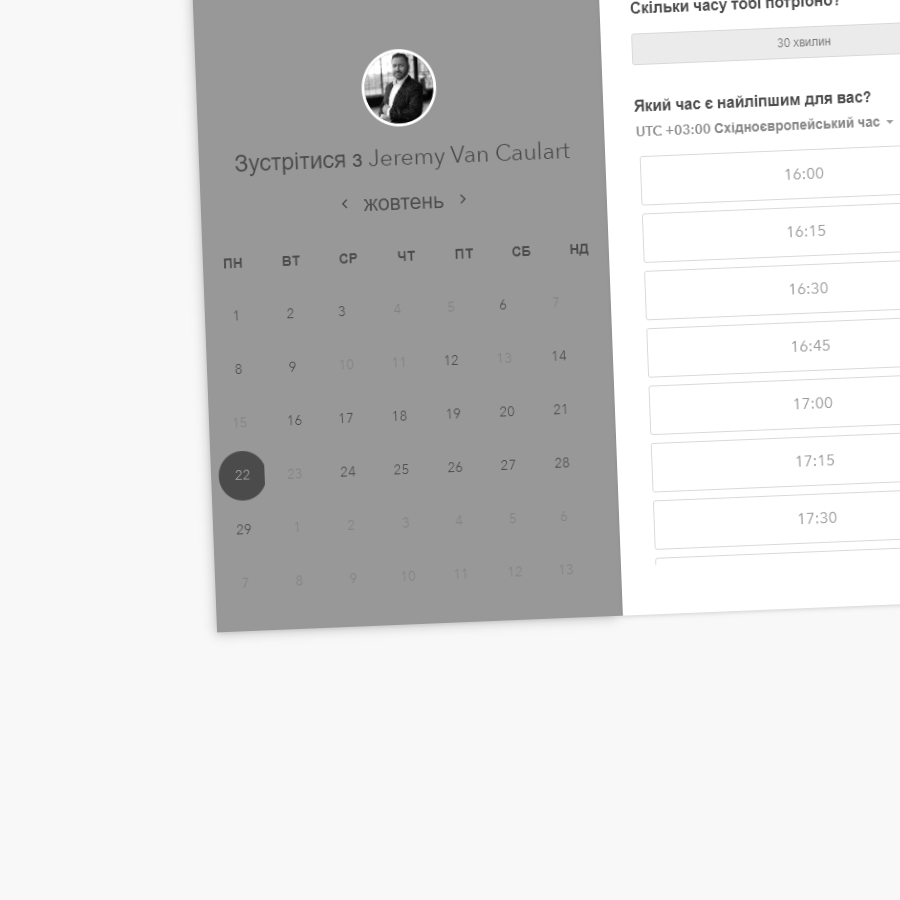 Зустрітися з Jeremy Van Caulart
жовтень
ПН ВТ СР ЧТ ПТ СБ НД
1 2 3 4 5 6 7
8 9 10 11 12 13 14
15 16 17 18 19 20 21
22 23 24 25 26 27 28
29 1 2 3 4 5 6
7 8 9 10 11 12 13
Скільки часу тобі потрібно?
30 хвилин
Який час є найліпшим для вас?
UTC +03:00 Східноєвропейський час
16:00
16:15
16:30
16:45
17:00
17:15
17:30